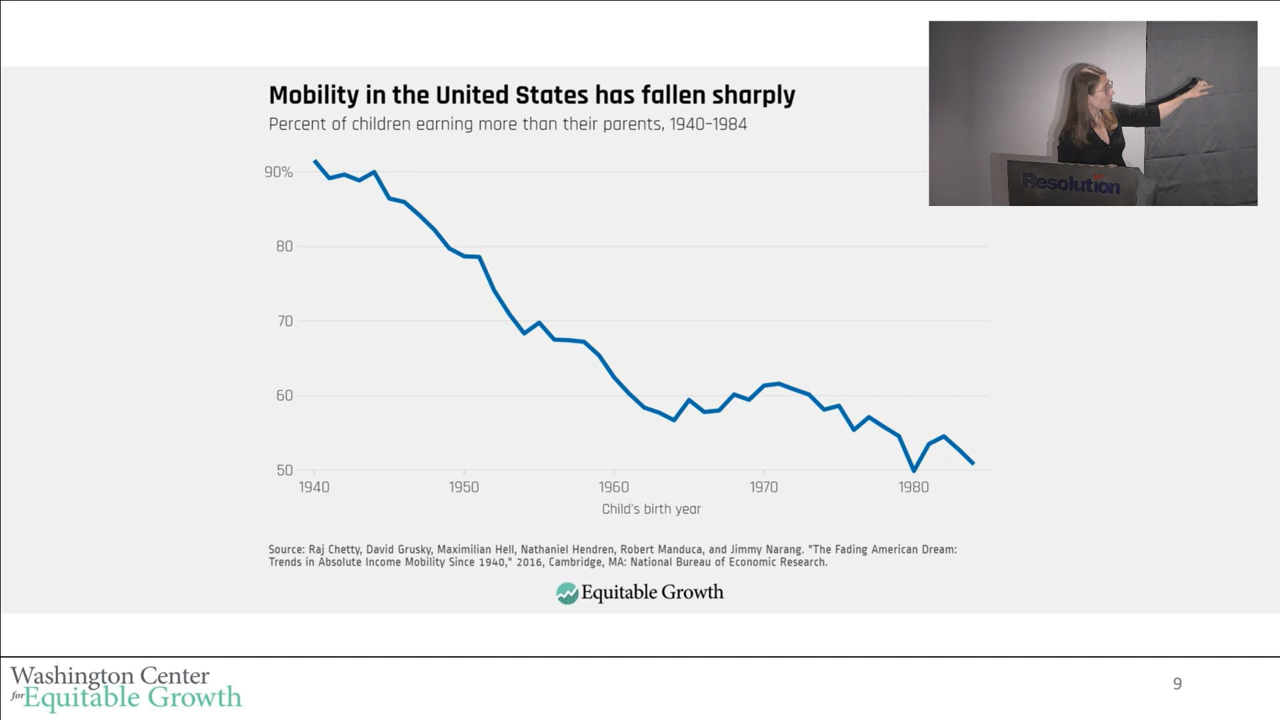 Mobility in the United States has fallen sharply
Percent of children earning more than their parents, 1940–1984
90%
80
70
60
50
1940 1950 1960 1970 1980
Child's birth year
Source: Raj Chetty, David Grusky, Maximilian Hell, Nathaniel Hendren, Robert Manduca, and Jimmy Narang. "The Fading American Dream:
Trends in Absolute Income Mobility Since 1940," 2016, Cambridge, MA: National Bureau of Economic Research.
Equitable Growth
Resolution
Washington Center
for Equitable Growth
9